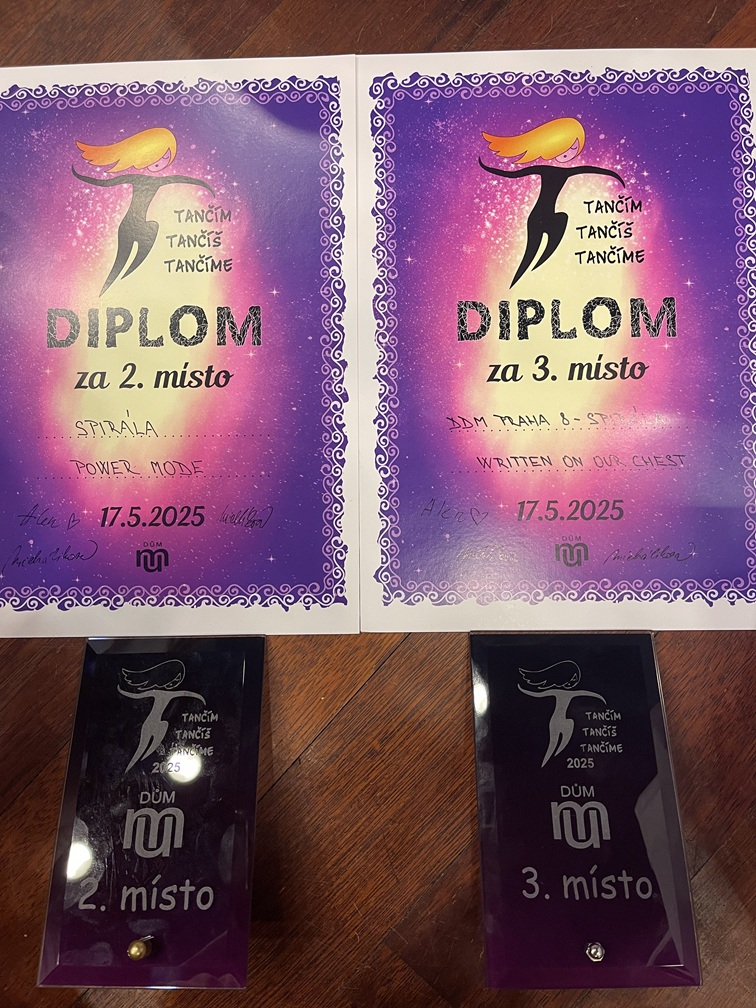 TANČÍM
TANČÍŠ
TANČÍME
DIPLOM
za 2. místo
SPIRÁLA
POWER MODE
17.5.2025
DŮM
TANČÍM
TANČÍŠ
TANČÍME
DIPLOM
za 3. místo
DDM PRAHA 8 - SPIRÁLA
WRITTEN ON OUR CHEST
17.5.2025
DŮM
TANČÍM
TANČÍŠ
TANČÍME
2025
DŮM
2. místo
TANČÍM
TANČÍŠ
TANČÍME
2025
DŮM
3. místo